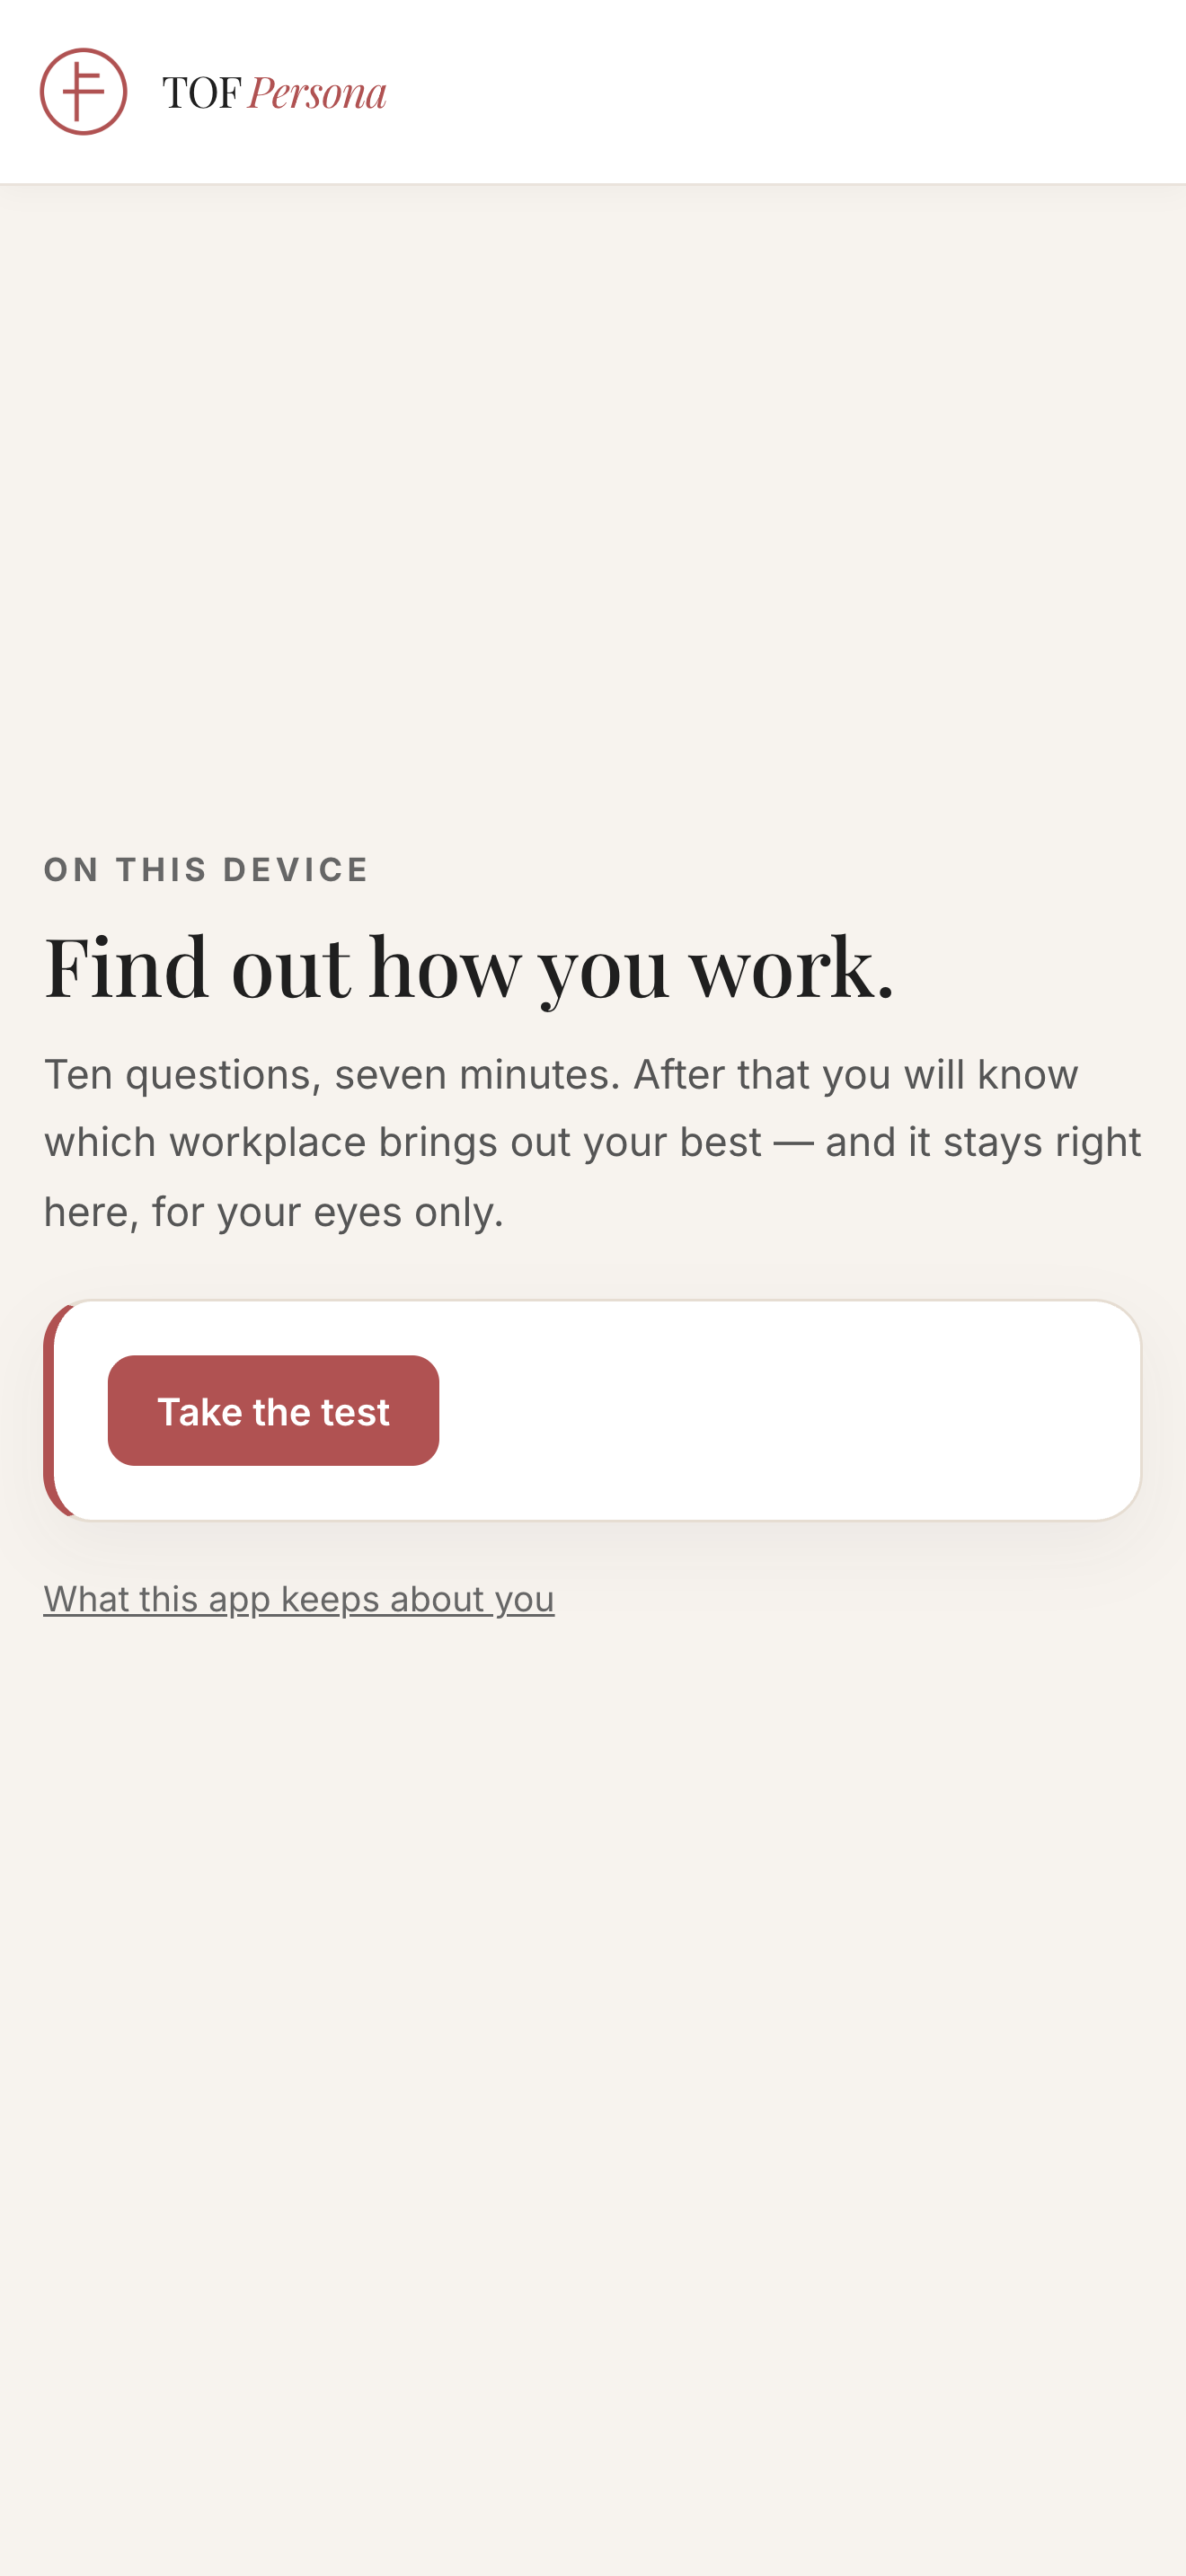 TOF Persona
ON THIS DEVICE
Find out how you work.
Ten questions, seven minutes. After that you will know
which workplace brings out your best — and it stays right
here, for your eyes only.
Take the test
What this app keeps about you